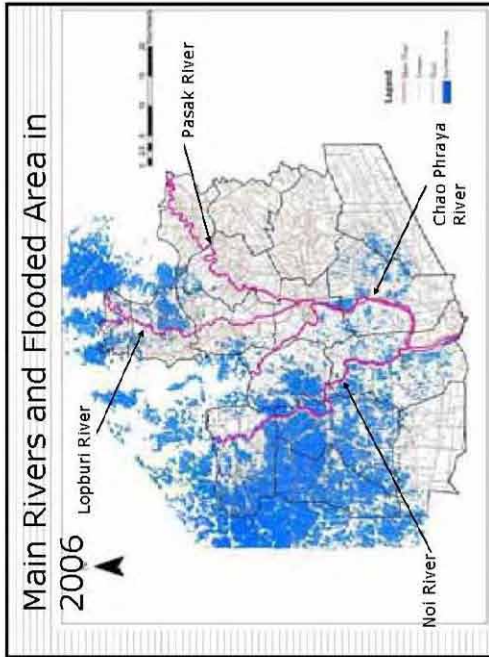 Main Rivers and Flooded Area in
2006
Lopburi River
Pasak River
Noi River
Chao Phraya
River
Legend